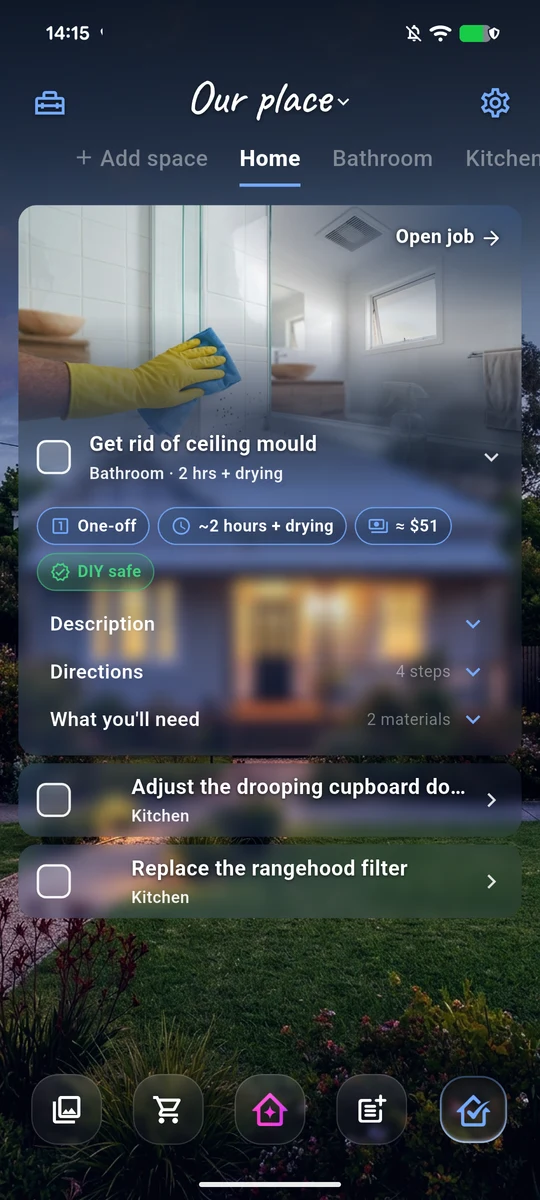 14:15
Our place
+ Add space Home Bathroom Kitchen
Open job →
Get rid of ceiling mould
Bathroom · 2 hrs + drying
1 One-off ~2 hours + drying ≈ $51
DIY safe
Description
Directions 4 steps
What you'll need 2 materials
Adjust the drooping cupboard do...
Kitchen
Replace the rangehood filter
Kitchen